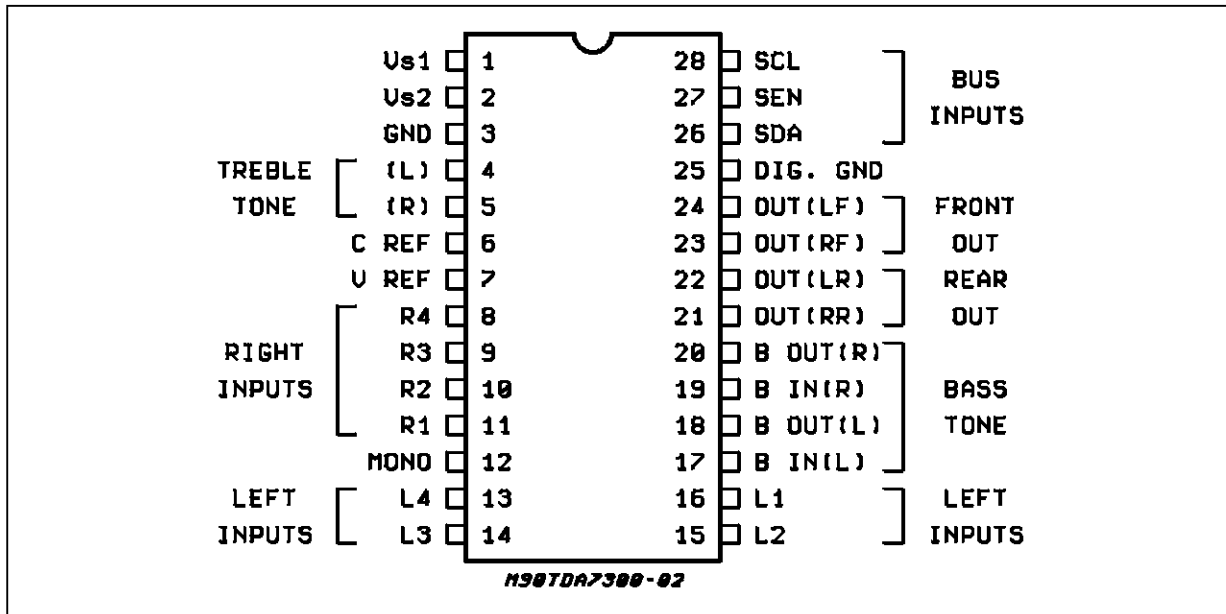 Vs1 1 28 SCL
Vs2 2 27 SEN
GND 3 26 SDA
BUS
INPUTS
TREBLE (L) 4 25 DIG. GND
TONE (R) 5 24 OUT(LF) FRONT
C REF 6 23 OUT(RF) OUT
V REF 7 22 OUT(LR) REAR
R4 8 21 OUT(RR) OUT
RIGHT R3 9 20 B OUT(R)
INPUTS R2 10 19 B IN(R) BASS
R1 11 18 B OUT(L) TONE
MONO 12 17 B IN(L)
LEFT L4 13 16 L1 LEFT
INPUTS L3 14 15 L2 INPUTS
M90TDA7300-02